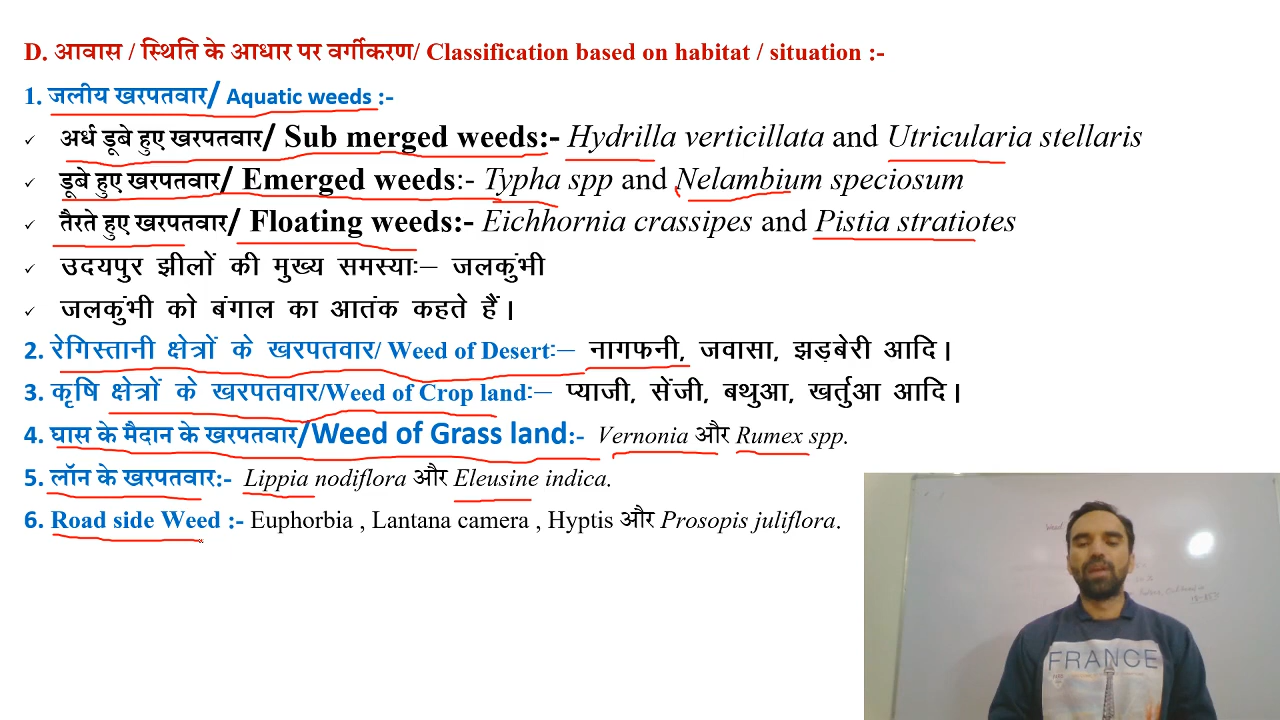 D. आवास / स्थिति के आधार पर वर्गीकरण/ Classification based on habitat / situation :-
1. जलीय खरपतवार/ Aquatic weeds :-
✓ अर्ध डूबे हुए खरपतवार/ Sub merged weeds:- Hydrilla verticillata and Utricularia stellaris
✓ डूबे हुए खरपतवार/ Emerged weeds:- Typha spp and Nelambium speciosum
✓ तैरते हुए खरपतवार/ Floating weeds:- Eichhornia crassipes and Pistia stratiotes
✓ उदयपुर झीलों की मुख्य समस्याः– जलकुंभी
✓ जलकुंभी को बंगाल का आतंक कहते हैं।
2. रेगिस्तानी क्षेत्रों के खरपतवार/ Weed of Desert:– नागफनी, जवासा, झड़बेरी आदि।
3. कृषि क्षेत्रों के खरपतवार/Weed of Crop land:– प्याजी, सेंजी, बथुआ, खर्तुआ आदि।
4. घास के मैदान के खरपतवार/Weed of Grass land:- Vernonia और Rumex spp.
5. लॉन के खरपतवार:- Lippia nodiflora और Eleusine indica.
6. Road side Weed :- Euphorbia , Lantana camera , Hyptis और Prosopis juliflora.
FRANCE